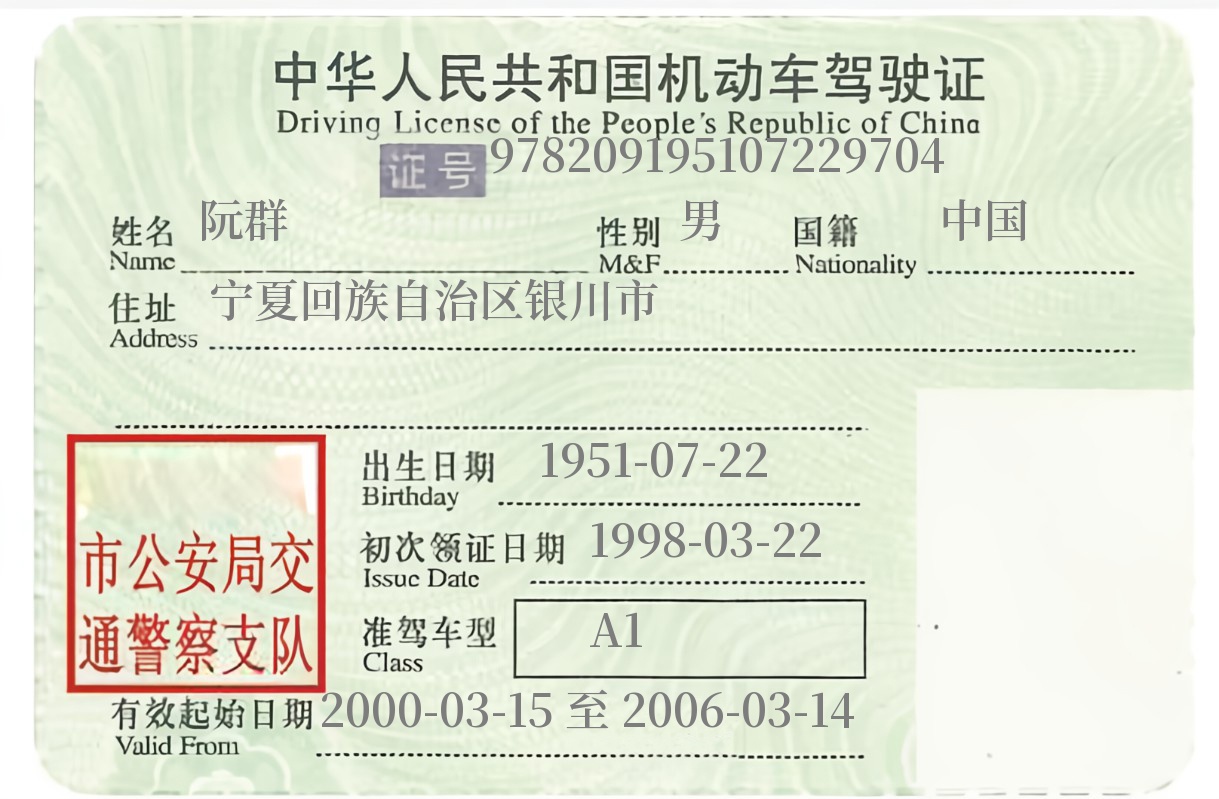 中华人民共和国机动车驾驶证
Driving License of the People's Republic of China
证号 978209195107229704
姓名 阮群 性别 男 国籍 中国
Name M&F Nationality
住址 宁夏回族自治区银川市
Address
出生日期 1951-07-22
Birthday
初次领证日期 1998-03-22
Issue Date
市公安局交
通警察支队
准驾车型 A1
Class
有效起始日期 2000-03-15 至 2006-03-14
Valid From